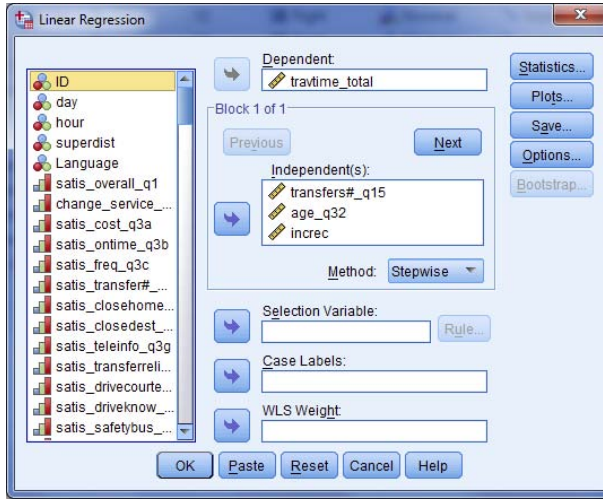 Linear Regression
ID
day
hour
superdist
Language
satis_overall_q1
change_service_...
satis_cost_q3a
satis_ontime_q3b
satis_freq_q3c
satis_transfer#_...
satis_closehome...
satis_closedest_...
satis_teleinfo_q3g
satis_transferreli...
satis_drivecourte...
satis_driveknow_...
satis_safetybus_...
Dependent:
travtime_total
Block 1 of 1
Previous
Next
Independent(s):
transfers#_q15
age_q32
increc
Method: Stepwise
Selection Variable:
Rule...
Case Labels:
WLS Weight:
Statistics...
Plots...
Save...
Options...
Bootstrap...
OK Paste Reset Cancel Help